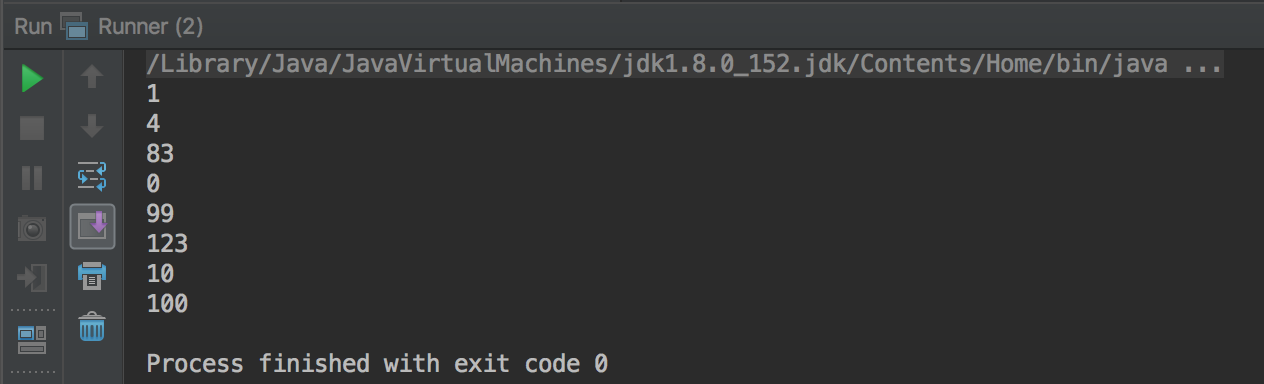 Run Runner (2)
/Library/Java/JavaVirtualMachines/jdk1.8.0_152.jdk/Contents/Home/bin/java ...
1
4
83
0
99
123
10
100
Process finished with exit code 0